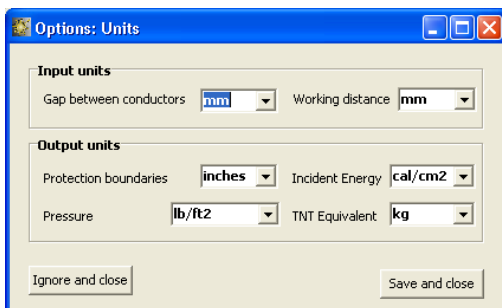 Options: Units
Input units
Gap between conductors mm Working distance mm
Output units
Protection boundaries inches Incident Energy cal/cm2
Pressure lb/ft2 TNT Equivalent kg
Ignore and close Save and close